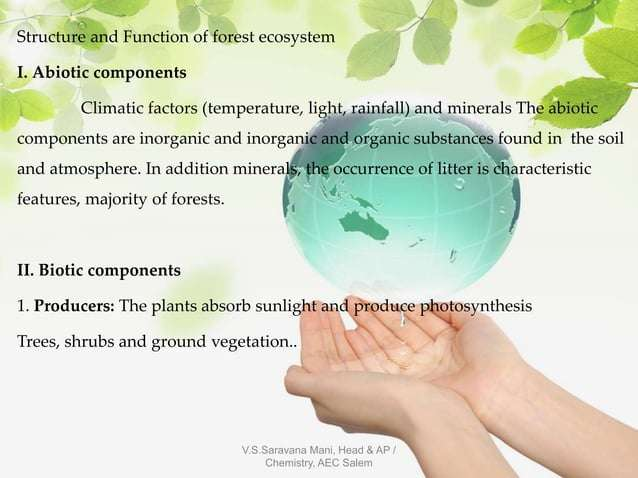 Structure and Function of forest ecosystem
I. Abiotic components
Climatic factors (temperature, light, rainfall) and minerals The abiotic
components are inorganic and inorganic and organic substances found in the soil
and atmosphere. In addition minerals, the occurrence of litter is characteristic
features, majority of forests.
II. Biotic components
1. Producers: The plants absorb sunlight and produce photosynthesis
Trees, shrubs and ground vegetation..
V.S.Saravana Mani, Head & AP /
Chemistry, AEC Salem